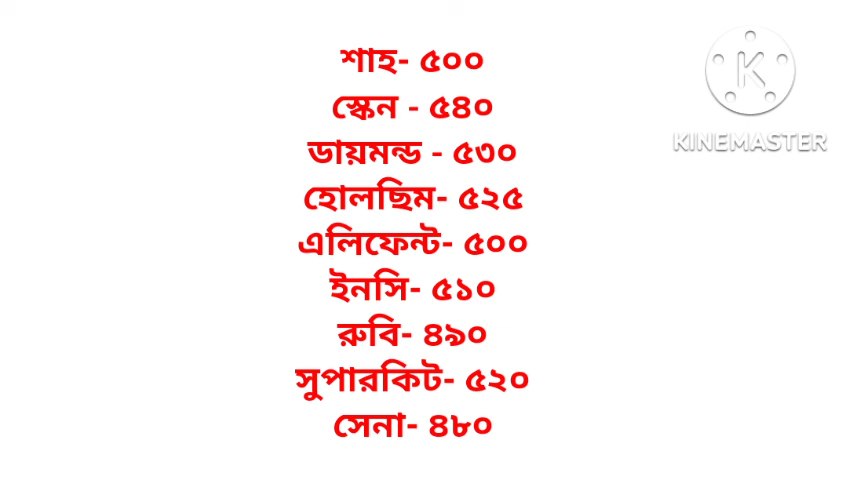 শাহ- ৫০০
স্কেন - ৫৪০
ডায়মন্ড - ৫৩০
হোলছিম- ৫২৫
এলিফেন্ট- ৫০০
ইনসি- ৫১০
রুবি- ৪৯০
সুপারকিট- ৫২০
সেনা- ৪৮০
K
KINEMASTER